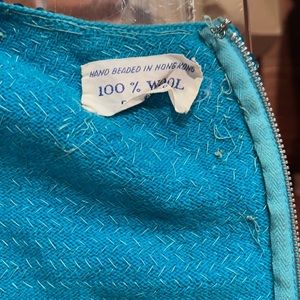 HAND BEADED IN HONG KONG
100 % WOOL